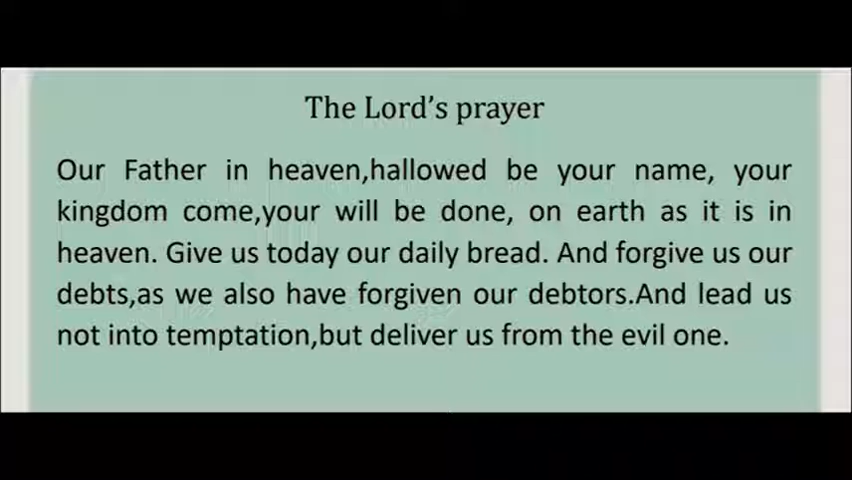 The Lord’s prayer
Our Father in heaven,hallowed be your name, your
kingdom come,your will be done, on earth as it is in
heaven. Give us today our daily bread. And forgive us our
debts,as we also have forgiven our debtors.And lead us
not into temptation,but deliver us from the evil one.